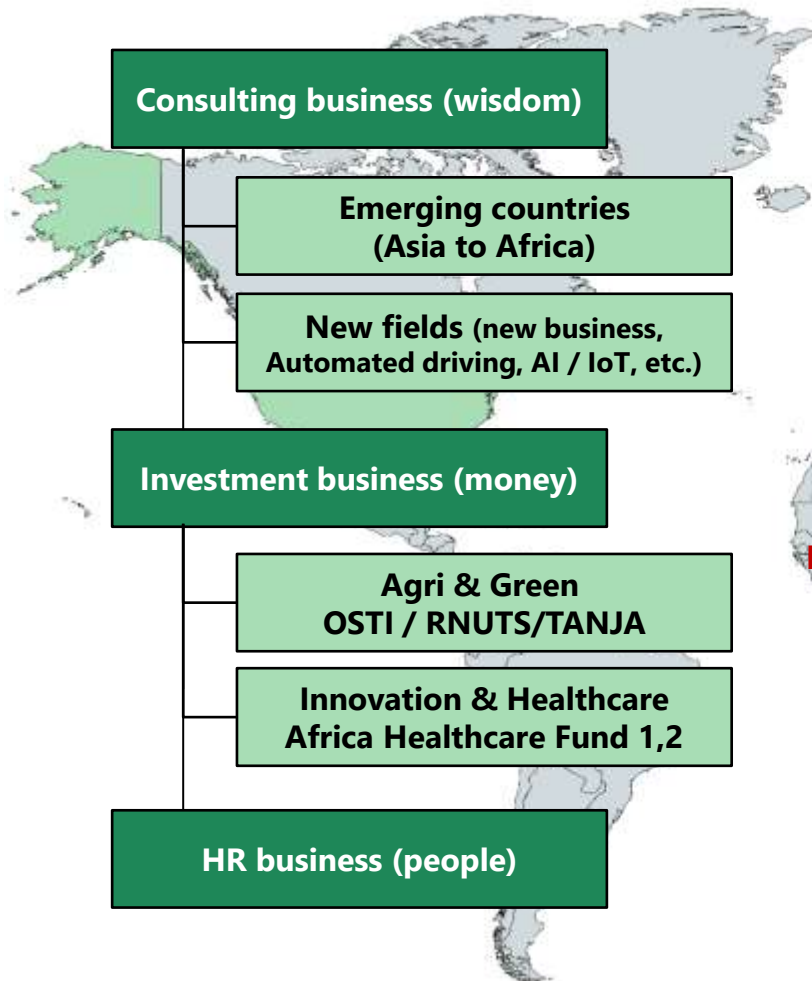 Consulting business (wisdom)
Emerging countries
(Asia to Africa)
New fields (new business,
Automated driving, AI / IoT, etc.)
Investment business (money)
Agri & Green
OSTI / RNUTS/TANJA
Innovation & Healthcare
Africa Healthcare Fund 1,2
HR business (people)